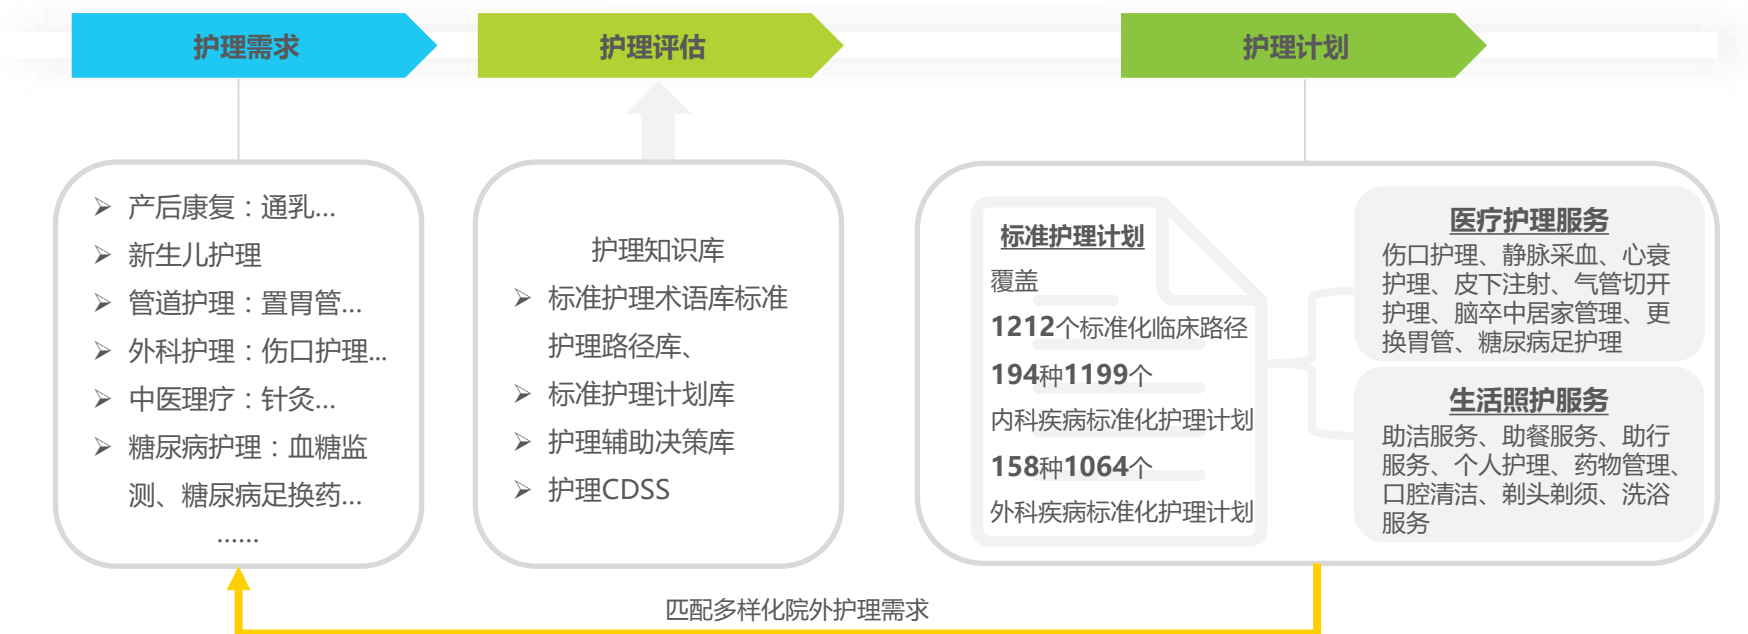 护理需求
护理评估
护理计划
产后康复：通乳...
新生儿护理
管道护理：置胃管...
外科护理：伤口护理...
中医理疗：针灸...
糖尿病护理：血糖监
测、糖尿病足换药...
......
护理知识库
标准护理术语库标准
护理路径库、
标准护理计划库
护理辅助决策库
护理CDSS
标准护理计划
覆盖
1212个标准化临床路径
194种1199个
内科疾病标准化护理计划
158种1064个
外科疾病标准化护理计划
医疗护理服务
伤口护理、静脉采血、心衰
护理、皮下注射、气管切开
护理、脑卒中居家管理、更
换胃管、糖尿病足护理
生活照护服务
助洁服务、助餐服务、助行
服务、个人护理、药物管理、
口腔清洁、剃头剃须、洗浴
服务
匹配多样化院外护理需求